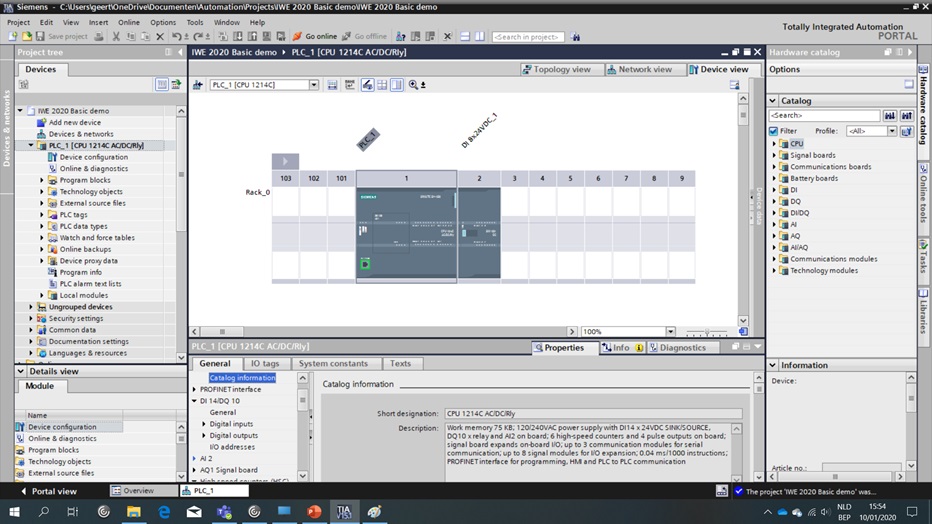 Siemens - C:\Users\geert\OneDrive\Documenten\Automation\Projects\IWE 2020 Basic demo\IWE 2020 Basic demo
Project Edit View Insert Online Options Tools Window Help
Totally Integrated Automation
PORTAL
Save project
Go online
Go offline
<Search in project>
Project tree
IWE 2020 Basic demo
PLC_1 [CPU 1214C AC/DC/Rly]
Hardware catalog
Devices
Topology view
Network view
Device view
Options
Devices & networks
PLC_1 [CPU 1214C]
IWE 2020 Basic demo
Add new device
Devices & networks
PLC_1 [CPU 1214C AC/DC/Rly]
Device configuration
Online & diagnostics
Program blocks
Technology objects
External source files
PLC tags
PLC data types
Watch and force tables
Online backups
Device proxy data
Program info
PLC alarm text lists
Local modules
Ungrouped devices
Security settings
Common data
Documentation settings
Languages & resources
PLC_1
DI 8x24VDC_1
103 102 101 1 2 3 4 5 6 7 8 9
Rack_0
SIEMENS
Device data
100%
Catalog
<Search>
Filter
Profile:
<All>
CPU
Signal boards
Communications boards
Battery boards
DI
DQ
DI/DQ
AI
AQ
AI/AQ
Communications modules
Technology modules
Hardware catalog
Online tools
Tasks
Libraries
Details view
Module
Name
Device configuration
Online & diagnostics
Program blocks
Technology objects
External source files
PLC_1 [CPU 1214C AC/DC/Rly]
Properties
Info
Diagnostics
General
IO tags
System constants
Texts
Catalog information
PROFINET interface
DI 14/DQ 10
General
Digital inputs
Digital outputs
I/O addresses
AI 2
AQ1 Signal board
High speed counters (HSC)
Catalog information
Short designation:
CPU 1214C AC/DC/Rly
Description:
Work memory 75 KB; 120/240VAC power supply with DI14 x 24VDC SINK/SOURCE,
DQ10 x relay and AI2 on board; 6 high-speed counters and 4 pulse outputs on board;
signal board expands on-board I/O; up to 3 communication modules for serial
communication; up to 8 signal modules for I/O expansion; 0.04 ms/1000 instructions;
PROFINET interface for programming, HMI and PLC to PLC communication
Information
Device:
Article no.:
Portal view
Overview
PLC_1
The project 'IWE 2020 Basic demo' was...
TIA
V15.1
NLD
BEP
15:54
10/01/2020